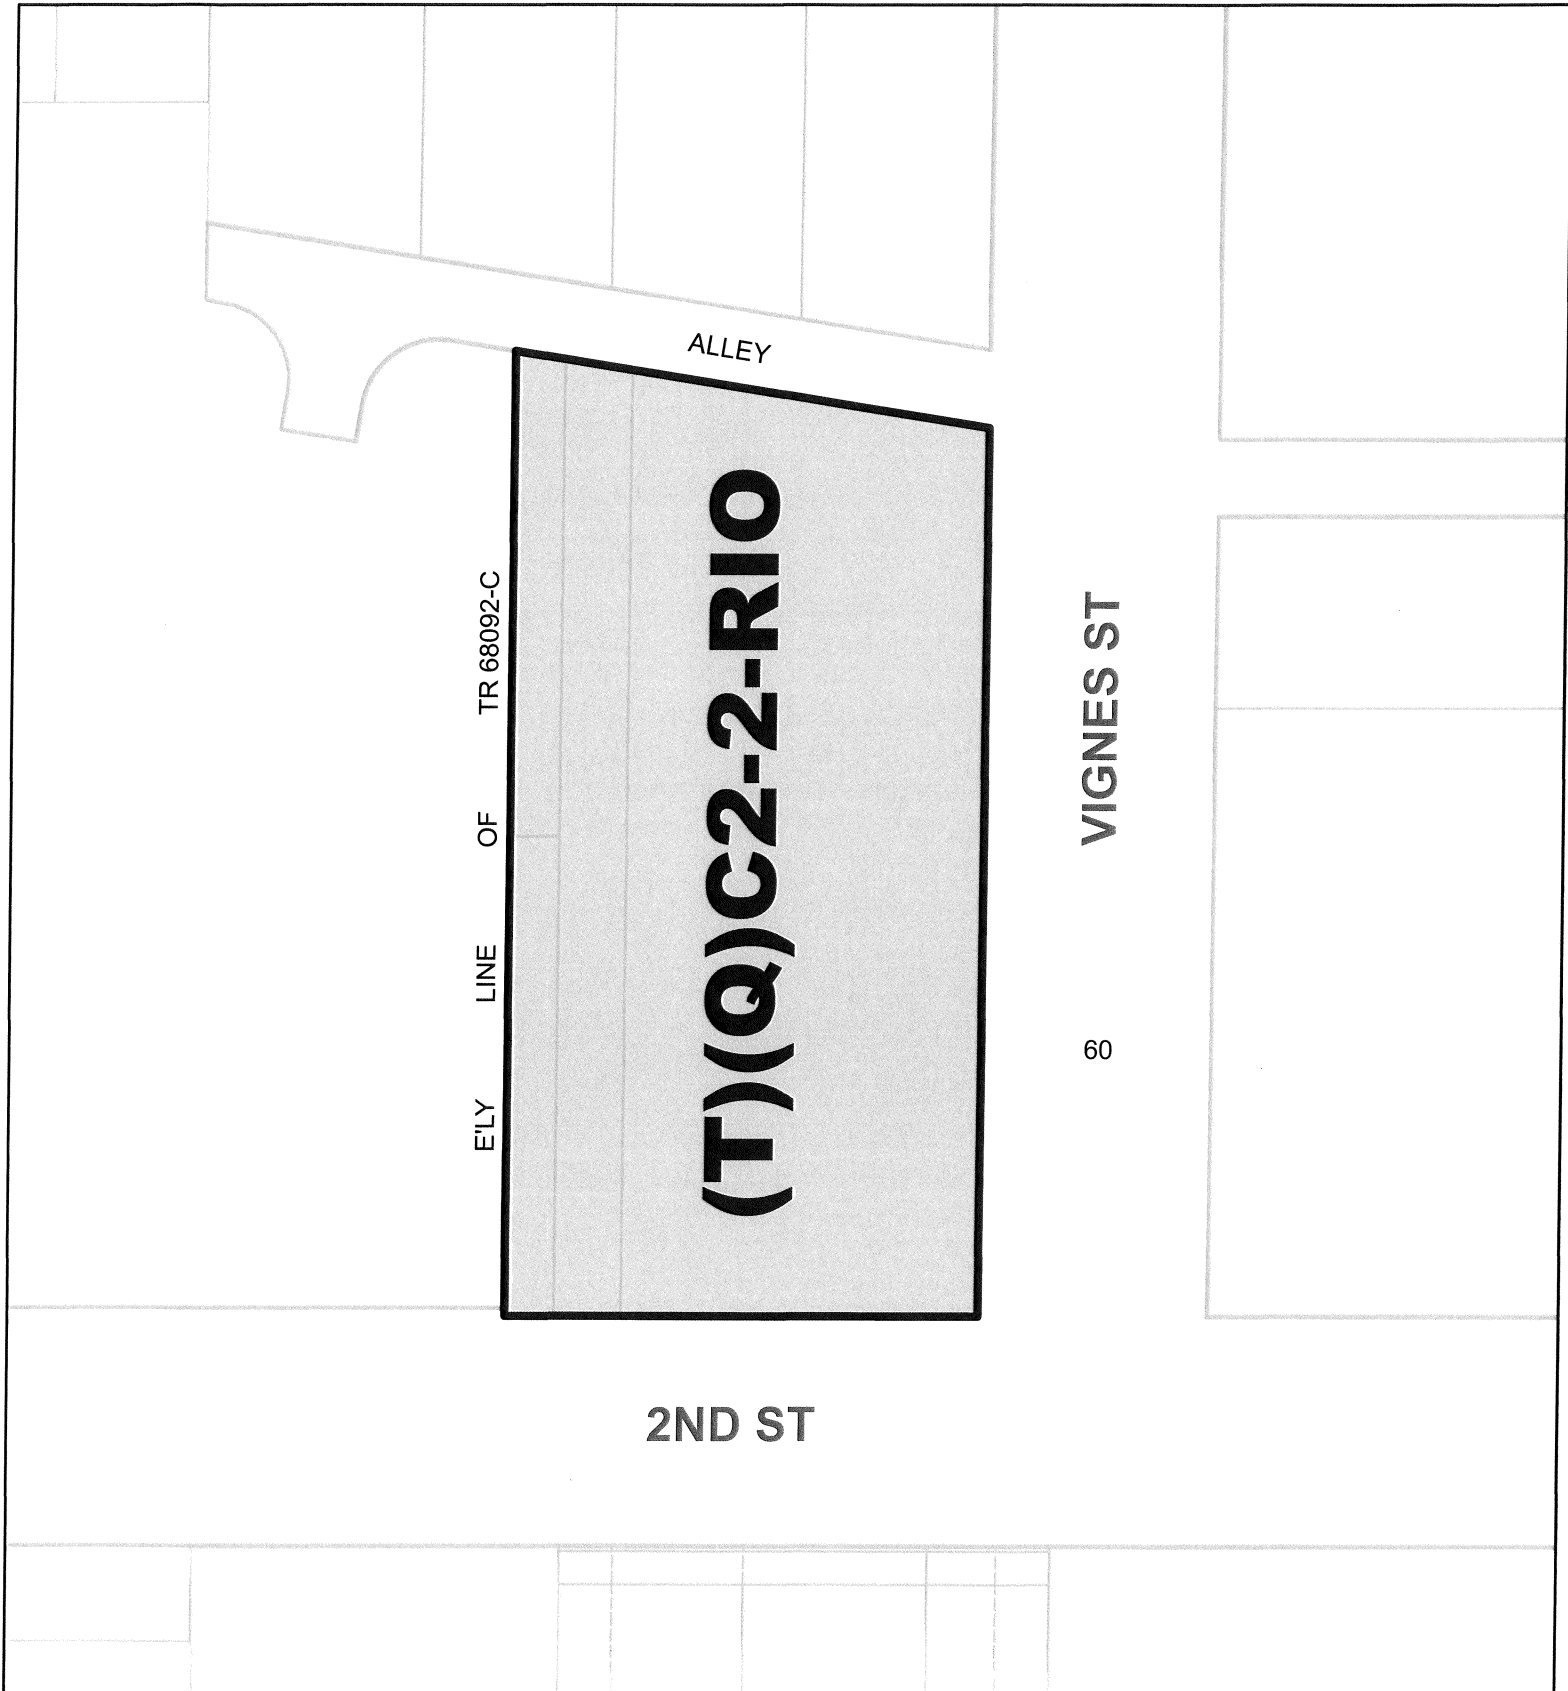 ALLEY
E'LY LINE OF TR 68092-C
(T)(Q)C2-2-RIO
VIGNES ST
60
2ND ST